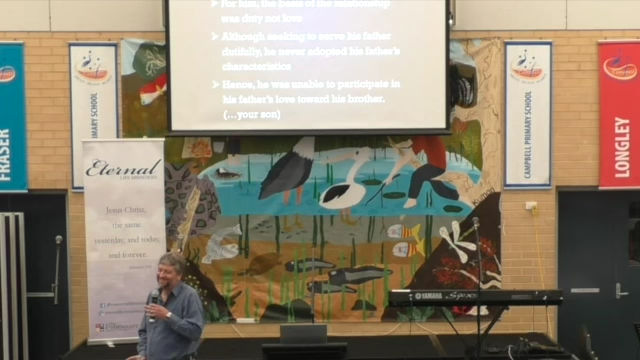 For him, the basis of the relationship
was duty not love
Although seeking to serve his father
dutifully, he never adopted his father's
characteristics
Hence, he was unable to participate in
his father's love toward his brother.
(…your son)
FRASER
PRIMARY SCHOOL
CAMPBELL PRIMARY SCHOOL
LONGLEY
Eternal
Jesus Christ,
the same
yesterday, and today,
and forever.
YAMAHA